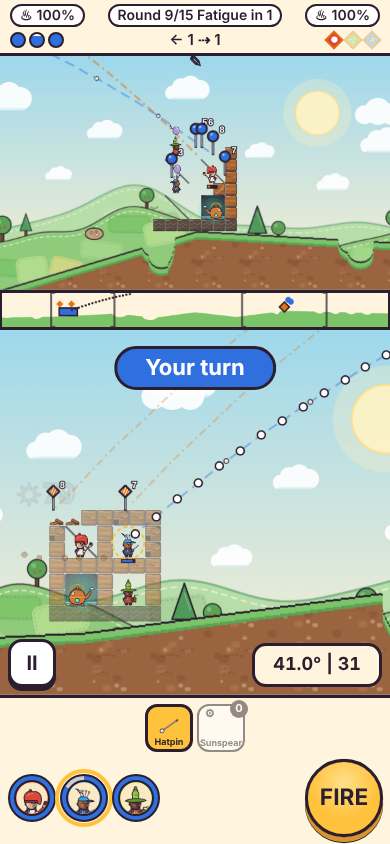 ♨ 100%
Round 9/15 Fatigue in 1
♨ 100%
← 1 ⇢ 1
56
8
7
3
Your turn
8
7
41.0° | 31
Hatpin
0
Sunspear
FIRE